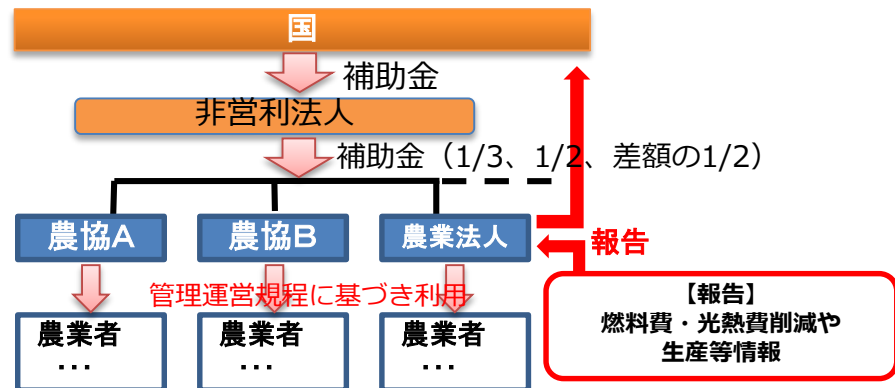 国
補助金
非営利法人
補助金（1/3、1/2、差額の1/2）
農協A
農協B
農業法人
報告
管理運営規程に基づき利用
農業者
…
農業者
…
農業者
…
【報告】
燃料費・光熱費削減や
生産等情報